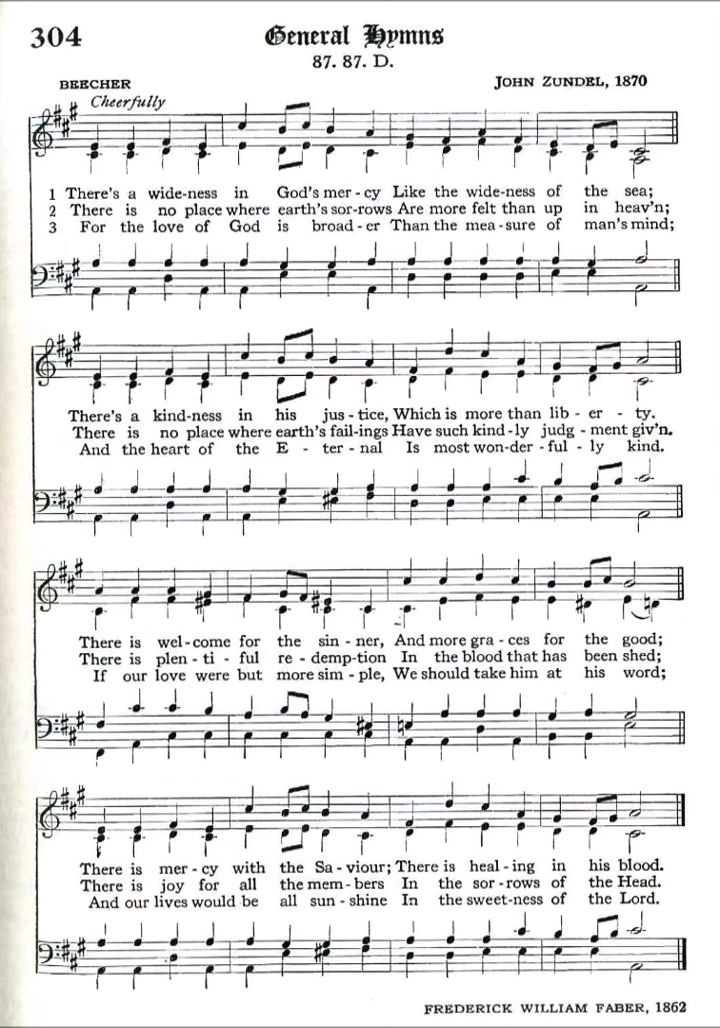 304 General Hymns
87. 87. D.
BEECHER JOHN ZUNDEL, 1870
Cheerfully
1 There's a wide-ness in God's mer-cy Like the wide-ness of the sea;
2 There is no place where earth's sor-rows Are more felt than up in heav'n;
3 For the love of God is broad-er Than the mea-sure of man's mind;
There's a kind-ness in his jus-tice, Which is more than lib-er-ty.
There is no place where earth's fail-ings Have such kind-ly judg-ment giv'n.
And the heart of the E-ter-nal Is most won-der-ful-ly kind.
There is wel-come for the sin-ner, And more gra-ces for the good;
There is plen-ti-ful re-demp-tion In the blood that has been shed;
If our love were but more sim-ple, We should take him at his word;
There is mer-cy with the Sa-viour; There is heal-ing in his blood.
There is joy for all the mem-bers In the sor-rows of the Head.
And our lives would be all sun-shine In the sweet-ness of the Lord.
FREDERICK WILLIAM FABER, 1862